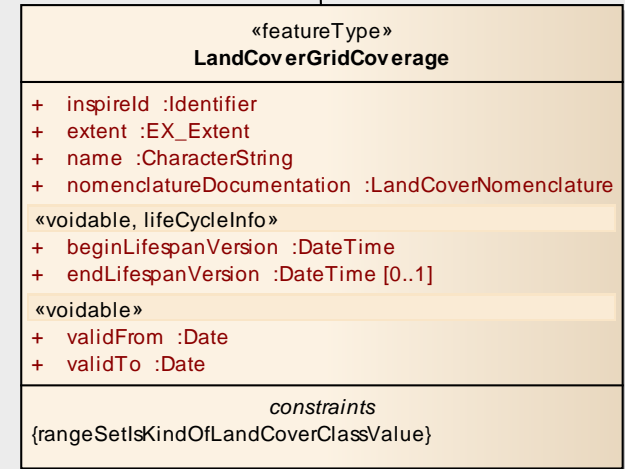 «featureType»
LandCoverGridCoverage
+ inspireId :Identifier
+ extent :EX_Extent
+ name :CharacterString
+ nomenclatureDocumentation :LandCoverNomenclature
«voidable, lifeCycleInfo»
+ beginLifespanVersion :DateTime
+ endLifespanVersion :DateTime [0..1]
«voidable»
+ validFrom :Date
+ validTo :Date
constraints
{rangeSetIsKindOfLandCoverClassValue}